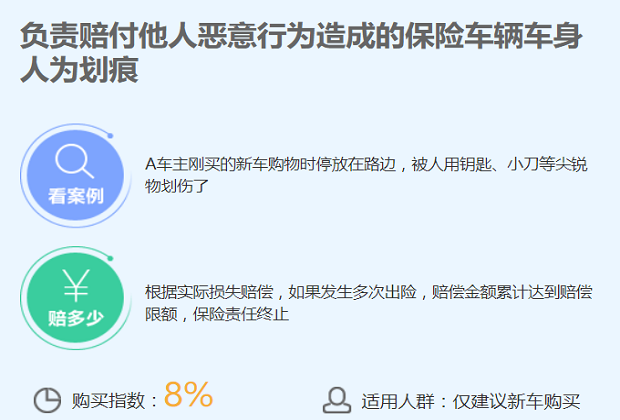 负责赔付他人恶意行为造成的保险车辆车身
人为划痕
A车主刚买的新车购物时停放在路边，被人用钥匙、小刀等尖锐
物划伤了
看案例
根据实际损失赔偿，如果发生多次出险，赔偿金额累计达到赔偿
限额，保险责任终止
¥
赔多少
购买指数：8%
适用人群：仅建议新车购买